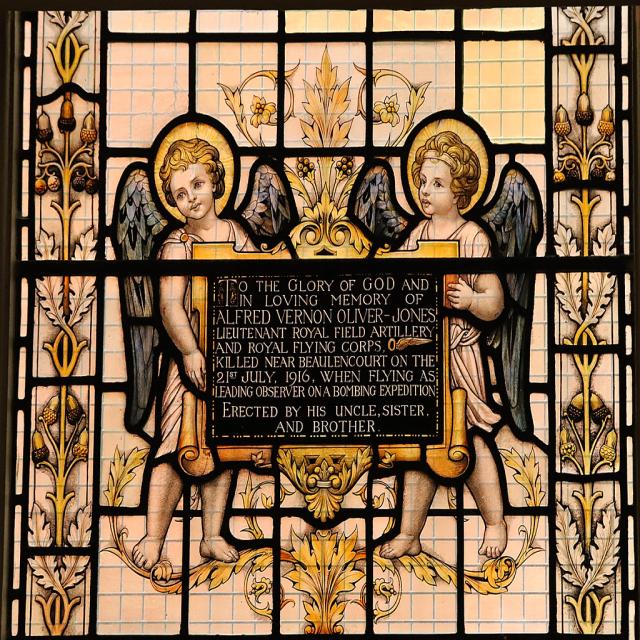 TO THE GLORY OF GOD AND
IN LOVING MEMORY OF
ALFRED VERNON OLIVER-JONES,
LIEUTENANT ROYAL FIELD ARTILLERY,
AND ROYAL FLYING CORPS,
KILLED NEAR BEAULENCOURT ON THE
21ST JULY, 1916, WHEN FLYING AS
LEADING OBSERVER ON A BOMBING EXPEDITION.
ERECTED BY HIS UNCLE, SISTER,
AND BROTHER.